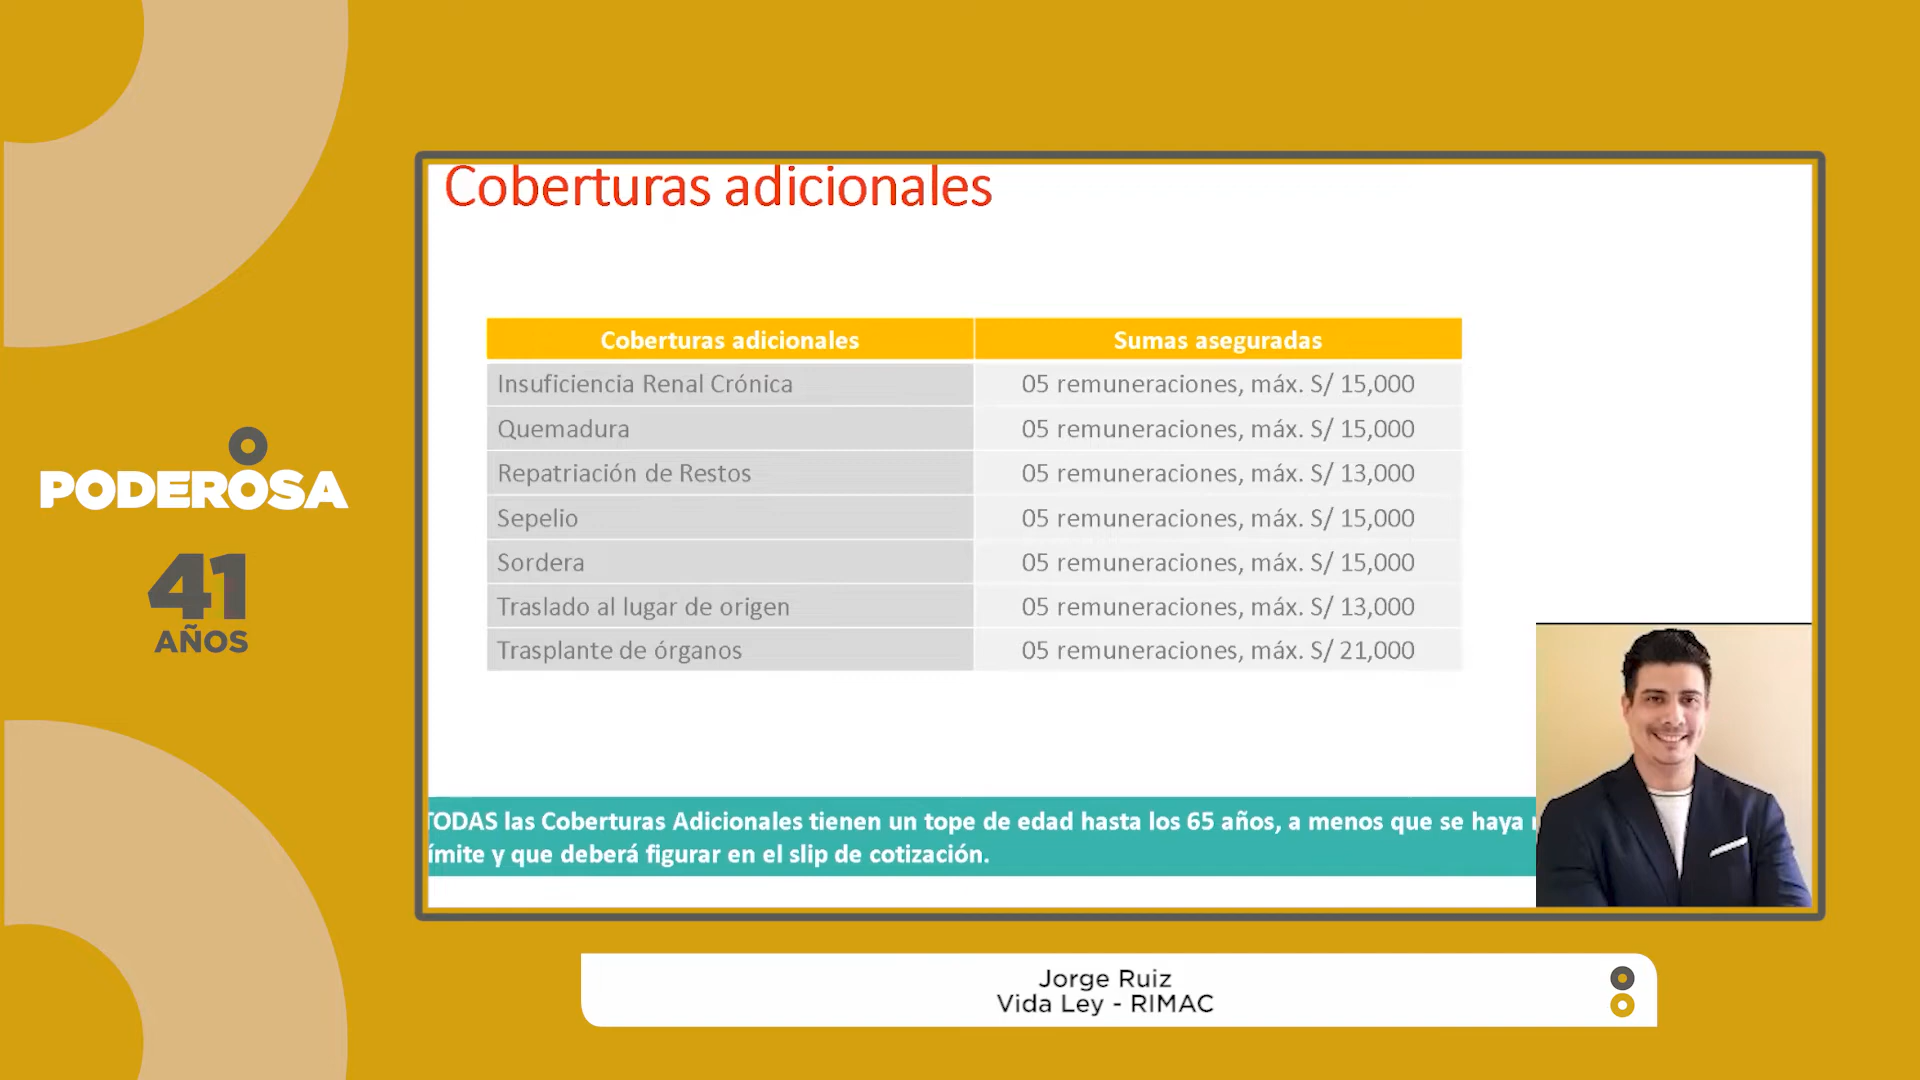 Coberturas adicionales
Coberturas adicionales Sumas aseguradas
Insuficiencia Renal Crónica 05 remuneraciones, máx. S/ 15,000
Quemadura 05 remuneraciones, máx. S/ 15,000
Repatriación de Restos 05 remuneraciones, máx. S/ 13,000
Sepelio 05 remuneraciones, máx. S/ 15,000
Sordera 05 remuneraciones, máx. S/ 15,000
Traslado al lugar de origen 05 remuneraciones, máx. S/ 13,000
Trasplante de órganos 05 remuneraciones, máx. S/ 21,000
PODEROSA
41
AÑOS
TODAS las Coberturas Adicionales tienen un tope de edad hasta los 65 años, a menos que se haya
ímite y que deberá figurar en el slip de cotización.
Jorge Ruiz
Vida Ley - RIMAC